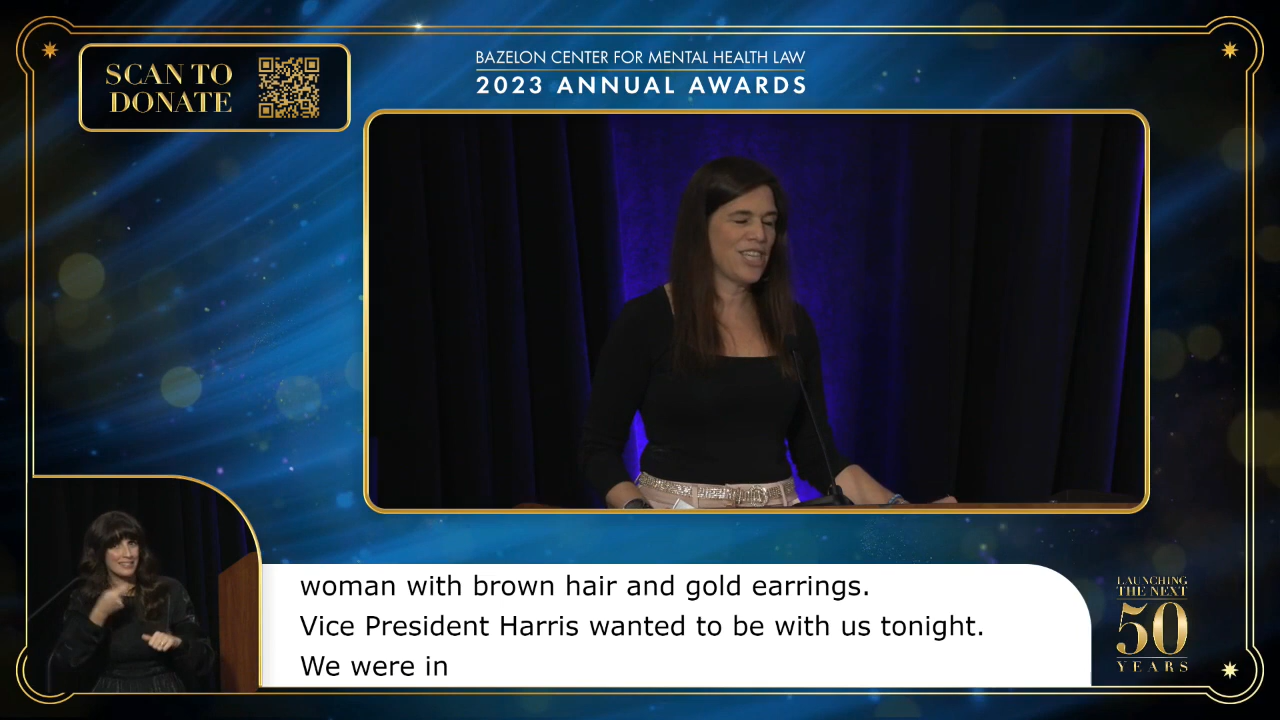 SCAN TO
DONATE
BAZELON CENTER FOR MENTAL HEALTH LAW
2023 ANNUAL AWARDS
woman with brown hair and gold earrings.
Vice President Harris wanted to be with us tonight.
We were in
LAUNCHING
THE NEXT
50
YEARS